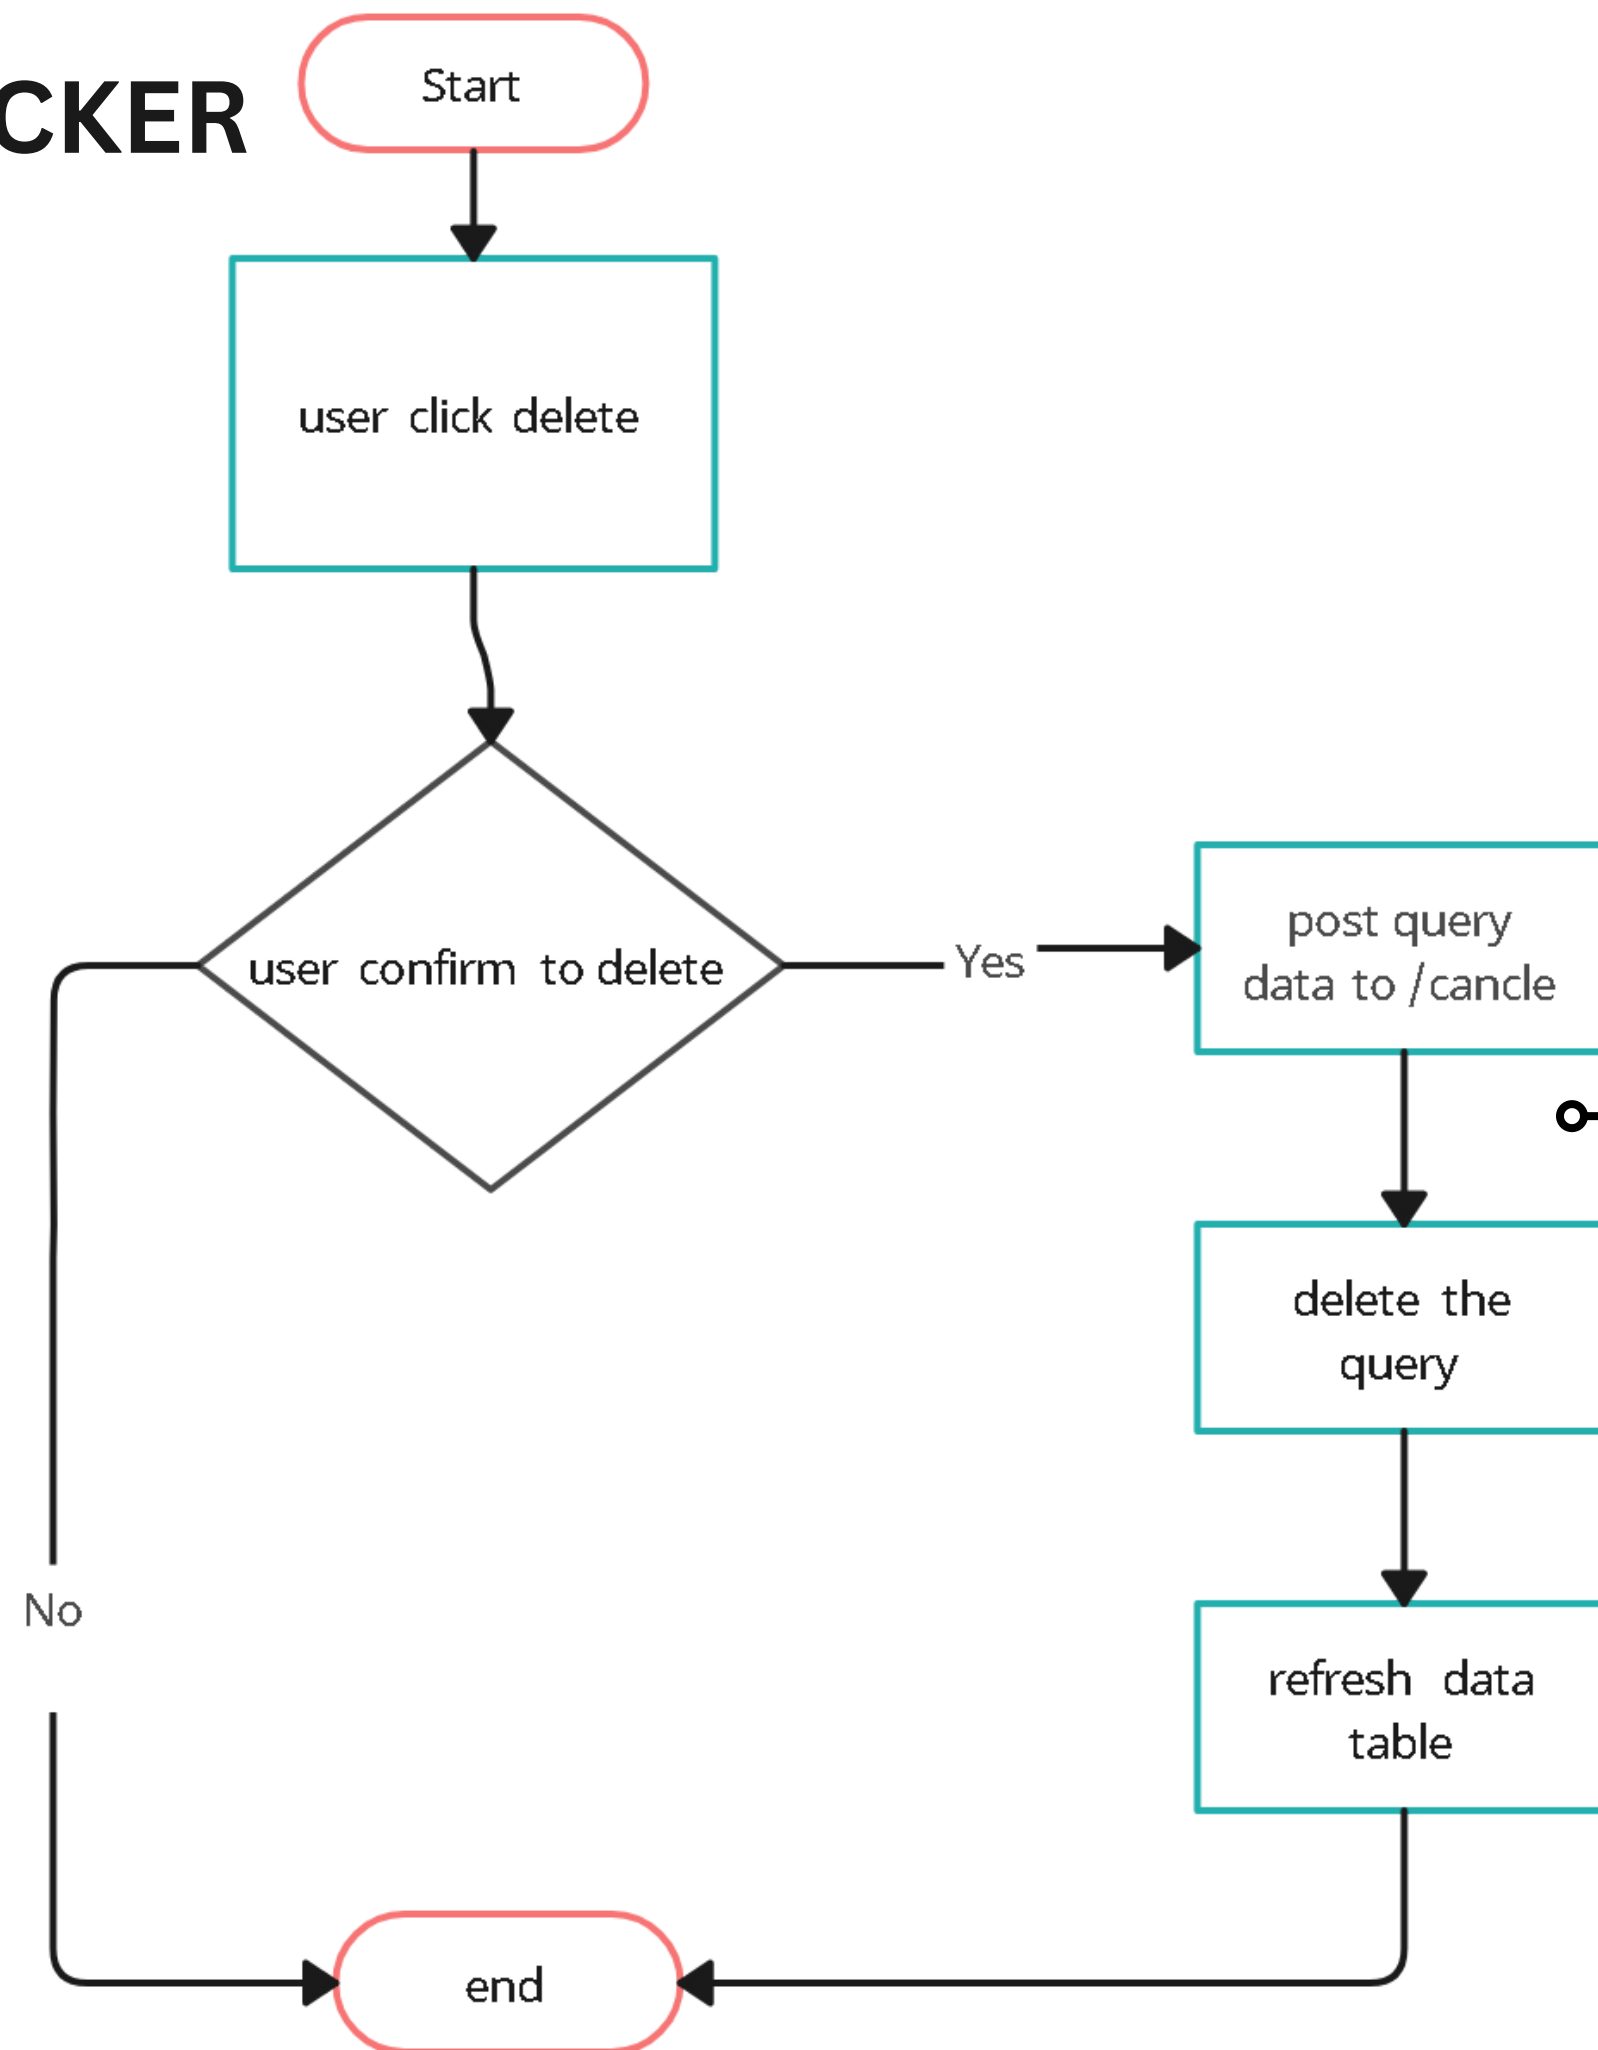 CKER
Start
user click delete
user confirm to delete
Yes
post query
data to /cancle
delete the
query
No
refresh data
table
end